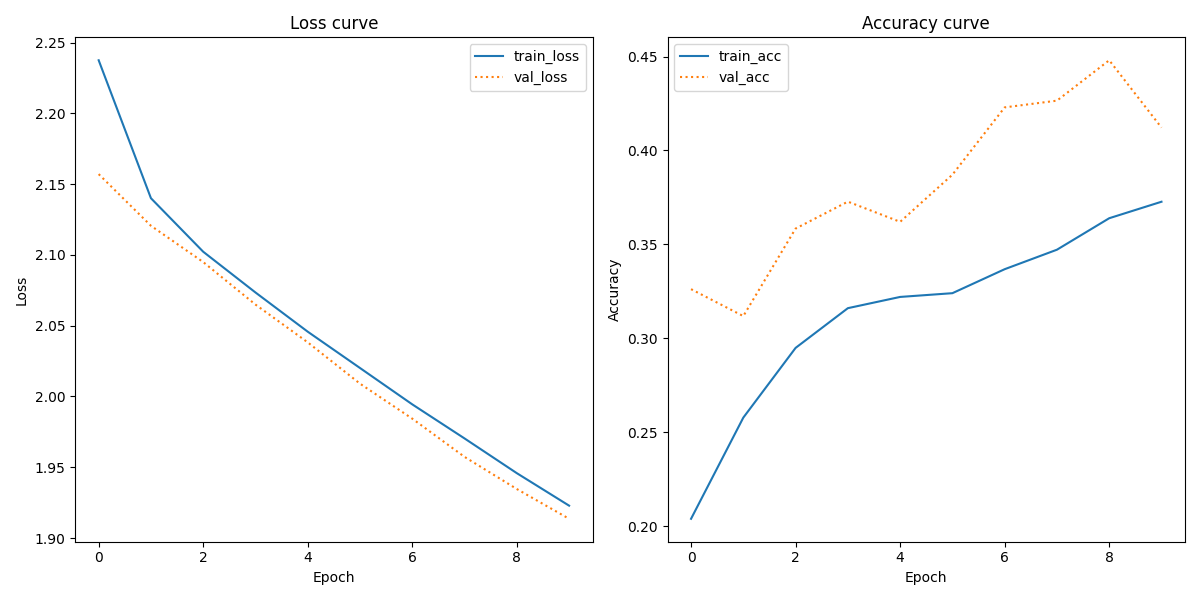 Loss curve
2.25
2.20
2.15
2.10
2.05
2.00
1.95
1.90
Loss
train_loss
val_loss
0 2 4 6 8
Epoch
Accuracy curve
0.45
0.40
0.35
0.30
0.25
0.20
Accuracy
train_acc
val_acc
0 2 4 6 8
Epoch